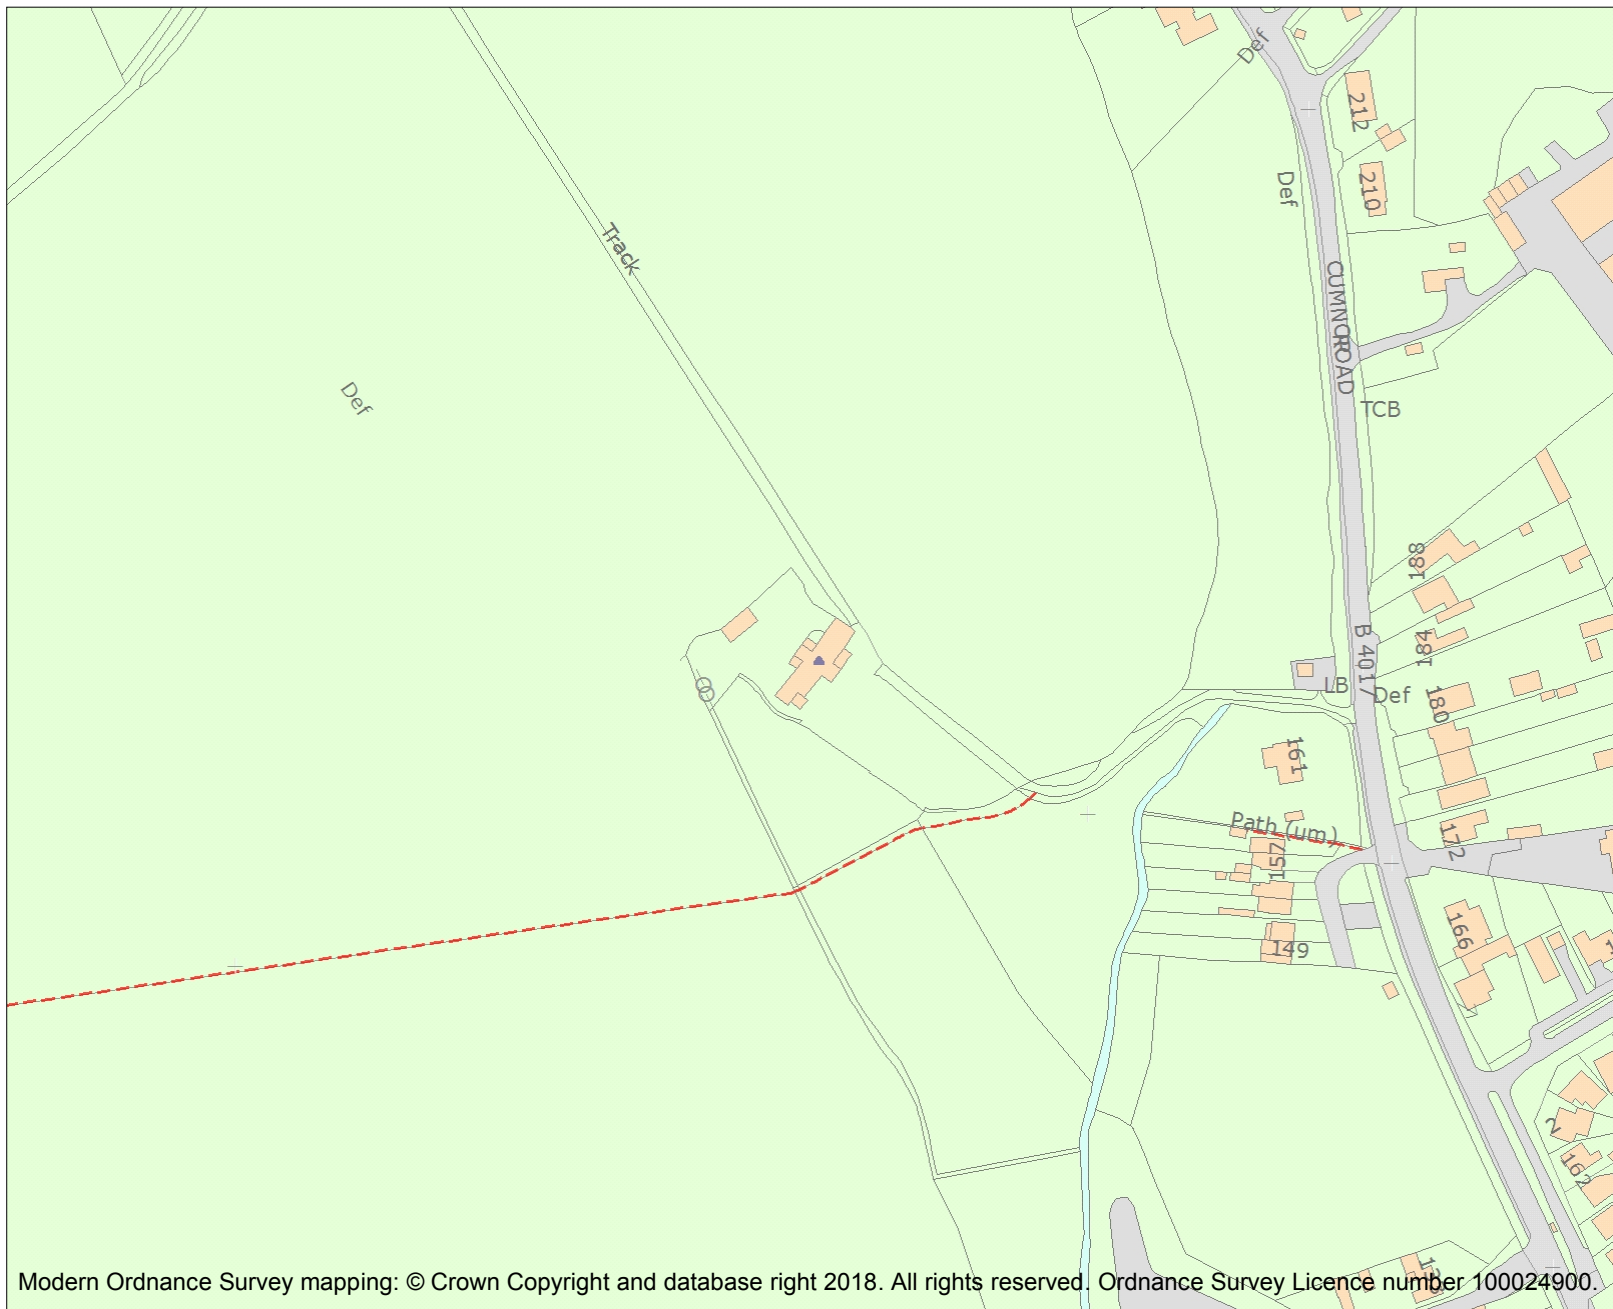 Def
212
Def
210
Track
CUMNOR
ROAD
Def
TCB
188
B 4017
184
LB
Def
180
161
Path (um)
172
157
166
149
2
162
Modern Ordnance Survey mapping: © Crown Copyright and database right 2018. All rights reserved. Ordnance Survey Licence number 100024900.